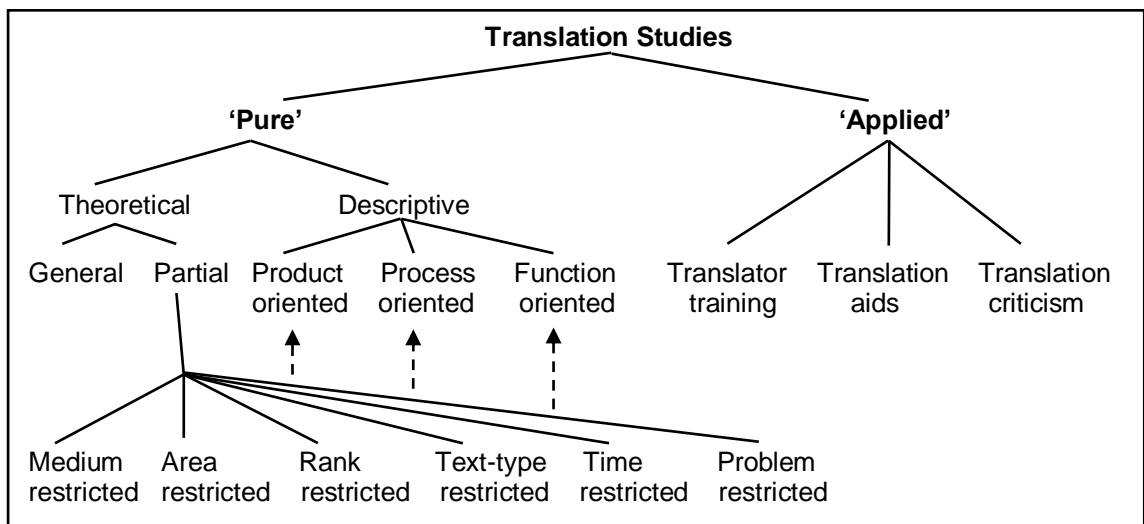 Translation Studies
‘Pure’ ‘Applied’
Theoretical Descriptive
General Partial Product Process Function Translator Translation Translation
oriented oriented oriented training aids criticism
Medium Area Rank Text-type Time Problem
restricted restricted restricted restricted restricted restricted